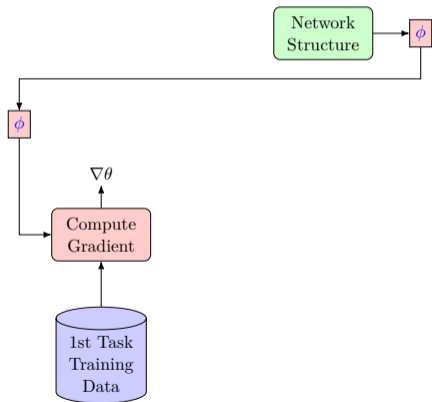 Network
Structure
ϕ
ϕ
∇θ
Compute
Gradient
1st Task
Training
Data